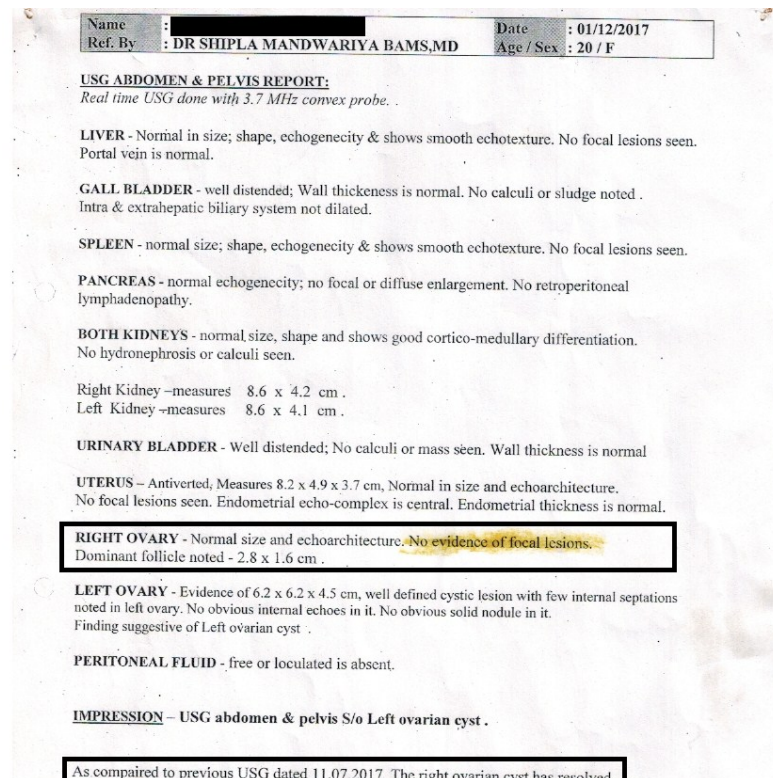 Name :
Date : 01/12/2017
Ref. By : DR SHIPLA MANDWARIYA BAMS,MD
Age / Sex : 20 / F
USG ABDOMEN & PELVIS REPORT:
Real time USG done with 3.7 MHz convex probe. .
LIVER - Normal in size; shape, echogenecity & shows smooth echotexture. No focal lesions seen.
Portal vein is normal.
GALL BLADDER - well distended; Wall thickeness is normal. No calculi or sludge noted .
Intra & extrahepatic biliary system not dilated.
SPLEEN - normal size; shape, echogenecity & shows smooth echotexture. No focal lesions seen.
PANCREAS - normal echogenecity; no focal or diffuse enlargement. No retroperitoneal
lymphadenopathy.
BOTH KIDNEYS - normal size, shape and shows good cortico-medullary differentiation.
No hydronephrosis or calculi seen.
Right Kidney –measures 8.6 x 4.2 cm .
Left Kidney –measures 8.6 x 4.1 cm .
URINARY BLADDER - Well distended; No calculi or mass seen. Wall thickness is normal
UTERUS – Antiverted, Measures 8.2 x 4.9 x 3.7 cm, Normal in size and echoarchitecture.
No focal lesions seen. Endometrial echo-complex is central. Endometrial thickness is normal.
RIGHT OVARY - Normal size and echoarchitecture. No evidence of focal lesions.
Dominant follicle noted - 2.8 x 1.6 cm .
LEFT OVARY - Evidence of 6.2 x 6.2 x 4.5 cm, well defined cystic lesion with few internal septations
noted in left ovary. No obvious internal echoes in it. No obvious solid nodule in it.
Finding suggestive of Left ovarian cyst .
PERITONEAL FLUID - free or loculated is absent.
IMPRESSION – USG abdomen & pelvis S/o Left ovarian cyst .
As compaired to previous USG dated 11.07.2017. The right ovarian cyst has resolved